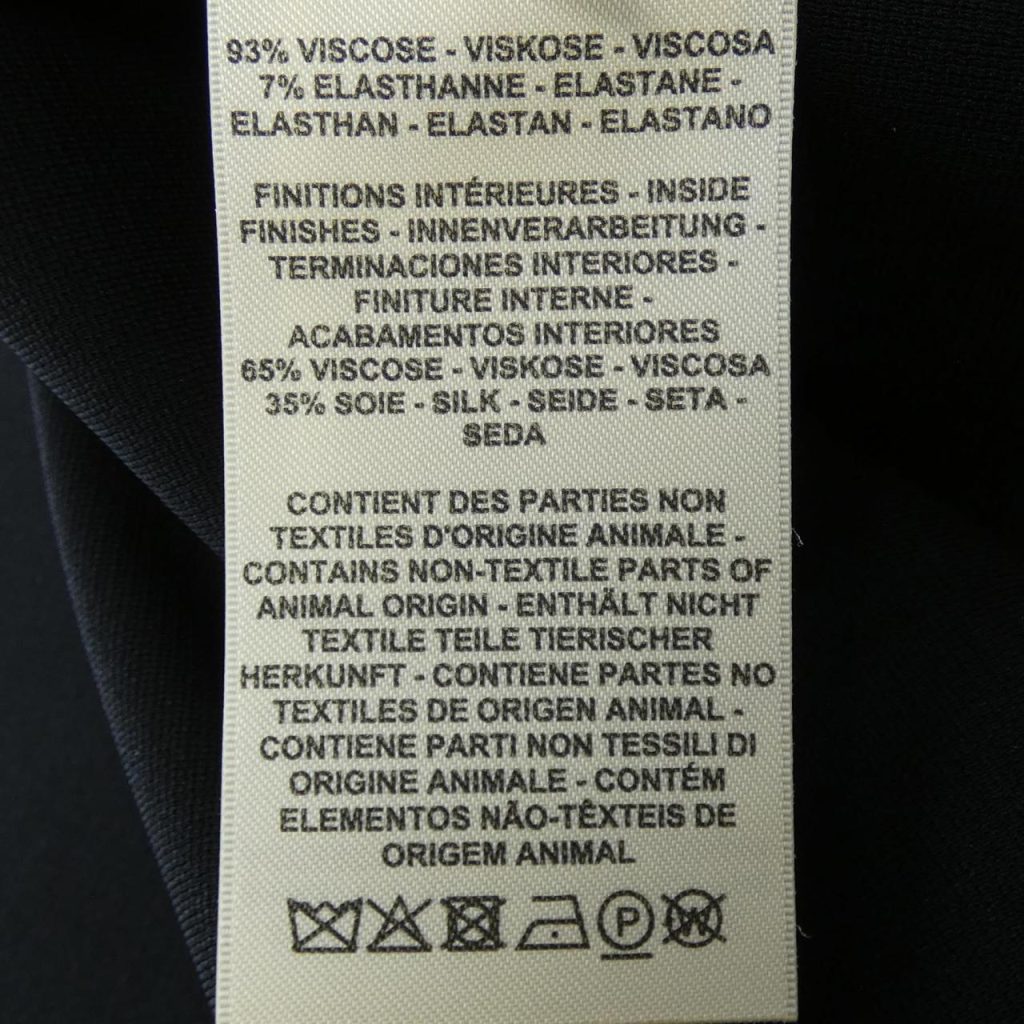 93% VISCOSE - VISKOSE - VISCOSA
7% ELASTHANNE - ELASTANE -
ELASTHAN - ELASTAN - ELASTANO
FINITIONS INTÉRIEURES - INSIDE
FINISHES - INNENVERARBEITUNG -
TERMINACIONES INTERIORES -
FINITURE INTERNE -
ACABAMENTOS INTERIORES
65% VISCOSE - VISKOSE - VISCOSA
35% SOIE - SILK - SEIDE - SETA -
SEDA
CONTIENT DES PARTIES NON
TEXTILES D'ORIGINE ANIMALE -
CONTAINS NON-TEXTILE PARTS OF
ANIMAL ORIGIN - ENTHÄLT NICHT
TEXTILE TEILE TIERISCHER
HERKUNFT - CONTIENE PARTES NO
TEXTILES DE ORIGEN ANIMAL -
CONTIENE PARTI NON TESSILI DI
ORIGINE ANIMALE - CONTÉM
ELEMENTOS NÃO-TÊXTEIS DE
ORIGEM ANIMAL
P W